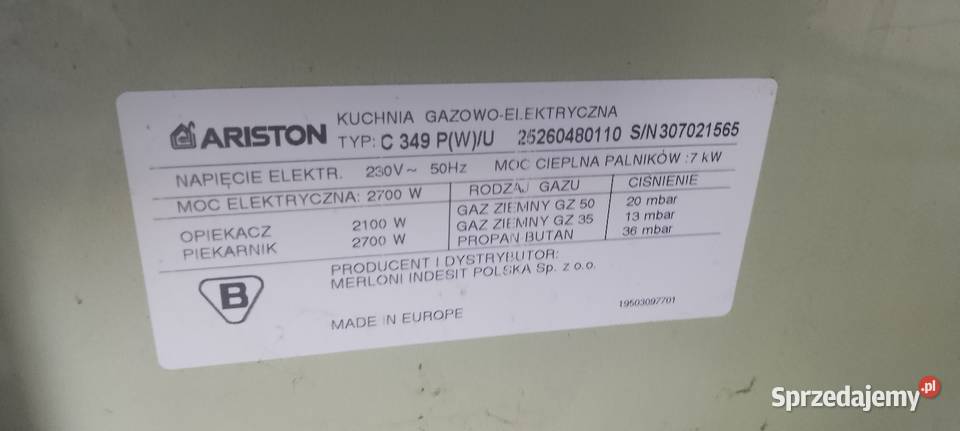 ARISTON
KUCHNIA GAZOWO-ELEKTRYCZNA
TYP: C 349 P(W)/U 25260480110 S/N 307021565
NAPIĘCIE ELEKTR. 230V~ 50Hz MOC CIEPLNA PALNIKÓW :7 kW
MOC ELEKTRYCZNA: 2700 W RODZAJ GAZU CIŚNIENIE
OPIEKACZ 2100 W GAZ ZIEMNY GZ 50 20 mbar
PIEKARNIK 2700 W GAZ ZIEMNY GZ 35 13 mbar
PROPAN BUTAN 36 mbar
B
PRODUCENT I DYSTRYBUTOR:
MERLONI INDESIT POLSKA Sp. z o.o.
MADE IN EUROPE
19503097701
Sprzedajemy.pl